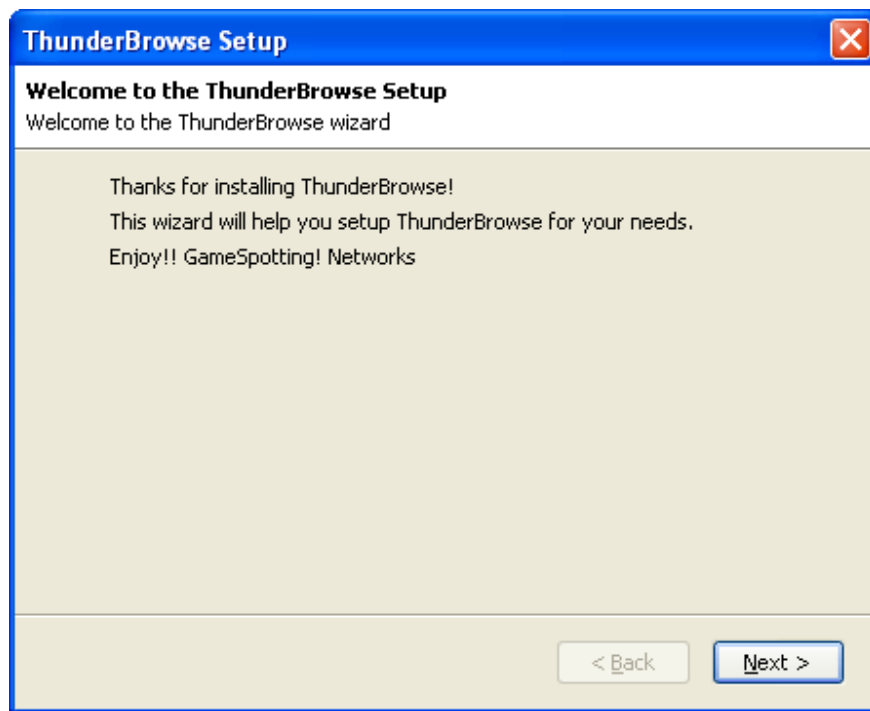 ThunderBrowse Setup
Welcome to the ThunderBrowse Setup
Welcome to the ThunderBrowse wizard
Thanks for installing ThunderBrowse!
This wizard will help you setup ThunderBrowse for your needs.
Enjoy!! GameSpotting! Networks
< Back
Next >